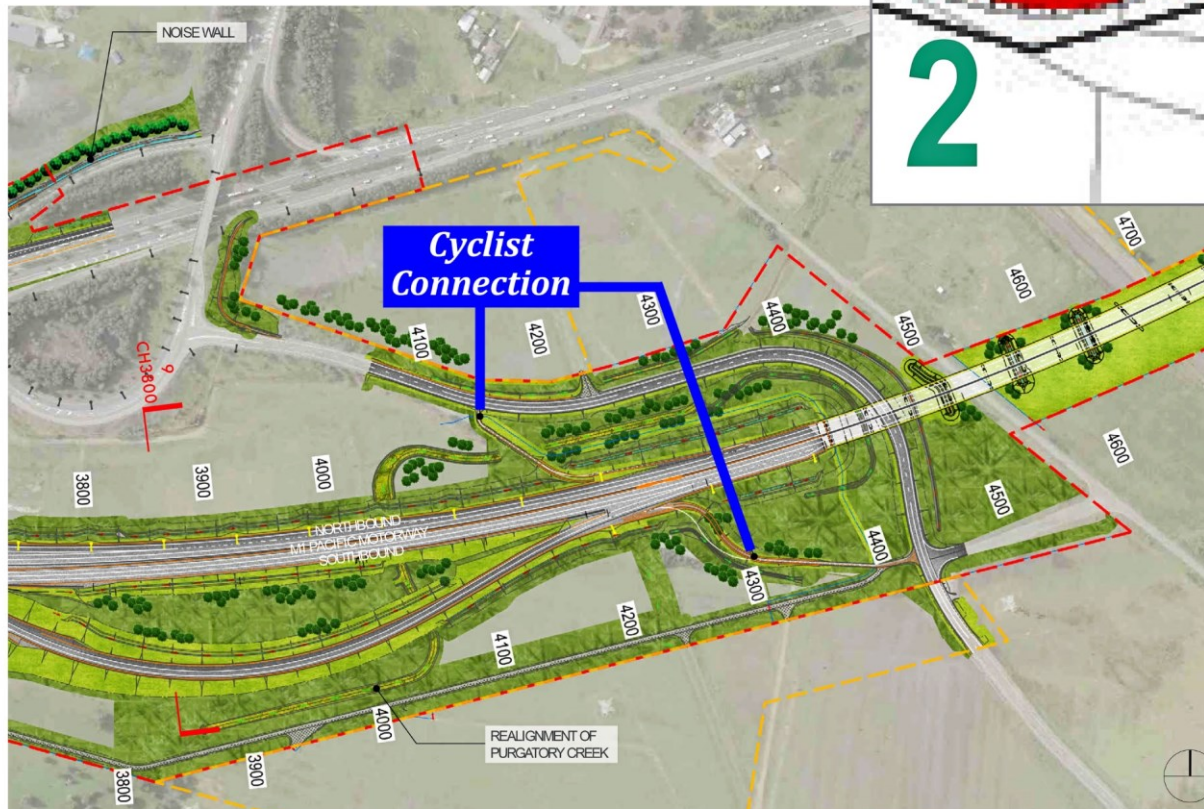 NOISE WALL
2
4700
4600
Cyclist
Connection
4300
4400
4500
4200
4100
9
CH3800
4600
4000
3900
3800
4500
NORTHBOUND
M1 PACIFIC MOTORWAY
SOUTHBOUND
4400
4300
4200
4100
4000
REALIGNMENT OF
PURGATORY CREEK
3900
3800